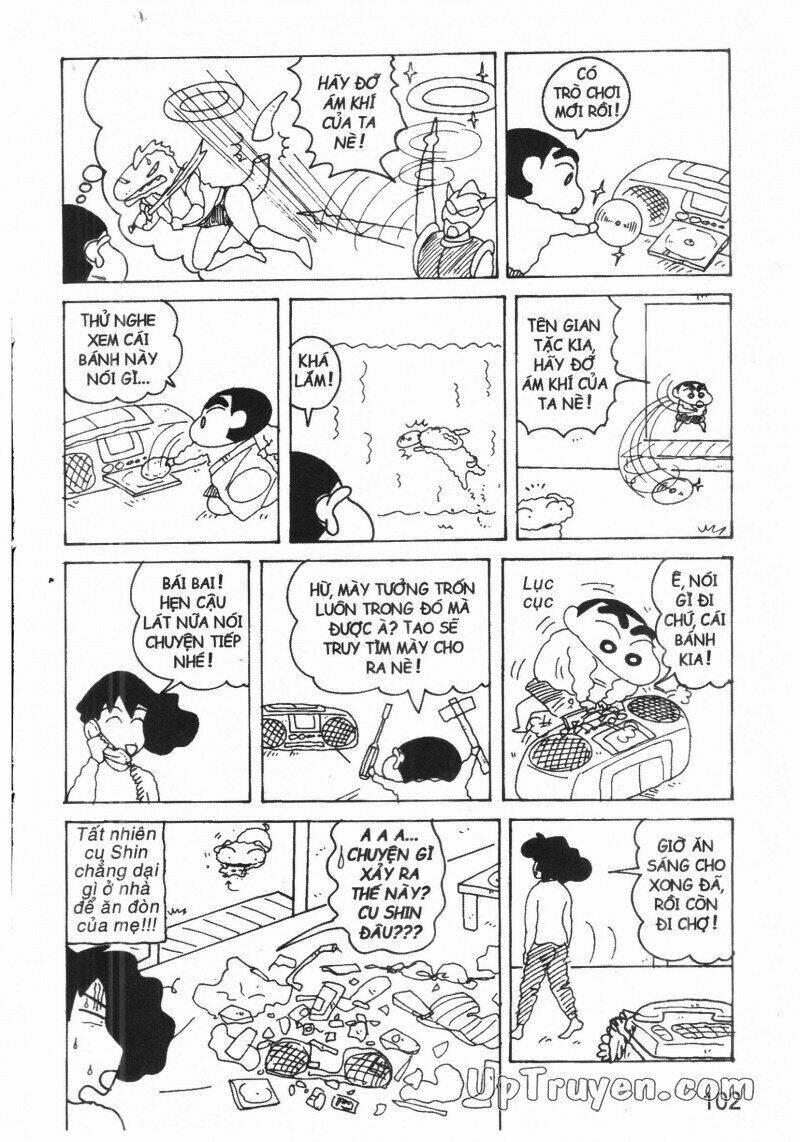 CÓ
TRÒ CHƠI
MỚI RỒI!
HÃY ĐỠ
ÁM KHÍ
CỦA TA
NÈ!
TÊN GIAN
TẶC KIA,
HÃY ĐỠ
ÁM KHÍ CỦA
TA NÈ!
KHÁ
LẮM!
THỬ NGHE
XEM CÁI
BÁNH NÀY
NÓI GÌ...
Ê, NÓI
GÌ ĐI
CHỨ, CÁI
BÁNH
KIA!
Lục
cục
HỪ, MÀY TƯỞNG TRỐN
LUÔN TRONG ĐÓ MÀ
ĐƯỢC À? TAO SẼ
TRUY TÌM MÀY CHO
RA NÈ!
BÁI BAI!
HẸN CẬU
LÁT NỮA NÓI
CHUYỆN TIẾP
NHÉ!
GIỜ ĂN
SÁNG CHO
XONG ĐÃ,
RỒI CÒN
ĐI CHỢ!
A A A...
CHUYỆN GÌ
XẢY RA
THẾ NÀY?
CU SHIN
ĐÂU???
Tất nhiên
cu Shin
chẳng dại
gì ở nhà
để ăn đòn
của mẹ!!!
UpTruyen.com
102